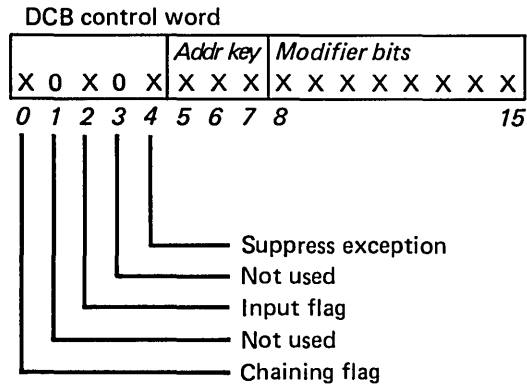 DCB control word
Addr key Modifier bits
X 0 X 0 X X X X X X X X X X X X
0 1 2 3 4 5 6 7 8 15
Suppress exception
Not used
Input flag
Not used
Chaining flag